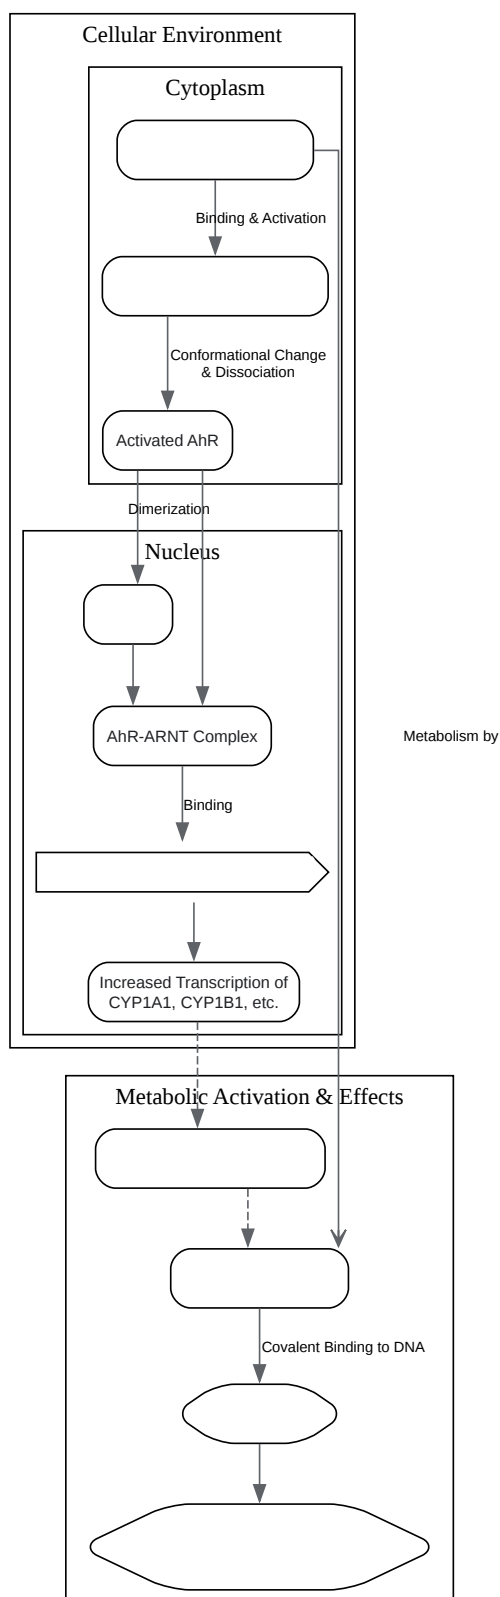 Cellular Environment
Cytoplasm
Binding & Activation
Conformational Change
& Dissociation
Activated AhR
Dimerization
Nucleus
AhR-ARNT Complex
Metabolism by
Binding
Increased Transcription of
CYP1A1, CYP1B1, etc.
Metabolic Activation & Effects
Covalent Binding to DNA